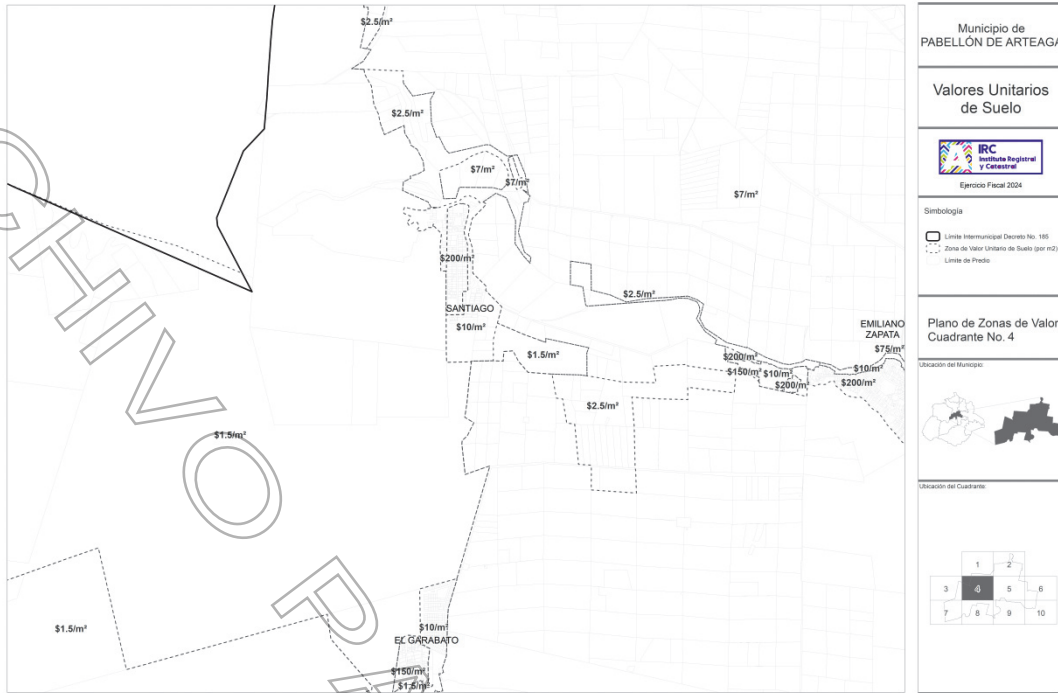 $2.5/m²
$2.5/m²
$7/m²
$7/m²
$7/m²
$200/m²
SANTIAGO
$10/m²
$2.5/m²
$1.5/m²
EMILIANO
ZAPATA
$75/m²
$200/m²
$150/m²
$10/m²
$200/m²
$10/m²
$200/m²
$2.5/m²
$1.5/m²
$1.5/m²
$10/m²
EL GARABATO
$150/m²
$1.5/m²
CHIVO P
Municipio de
PABELLÓN DE ARTEAGA
Valores Unitarios
de Suelo
IRC
Instituto Registral
y Catastral
Ejercicio Fiscal 2024
Simbología
Límite Intermunicipal Decreto No. 185
Zona de Valor Unitario de Suelo (por m2)
Límite de Predio
Plano de Zonas de Valor
Cuadrante No. 4
Ubicación del Municipio:
Ubicación del Cuadrante:
1 2
3 4 5 6
7 8 9 10